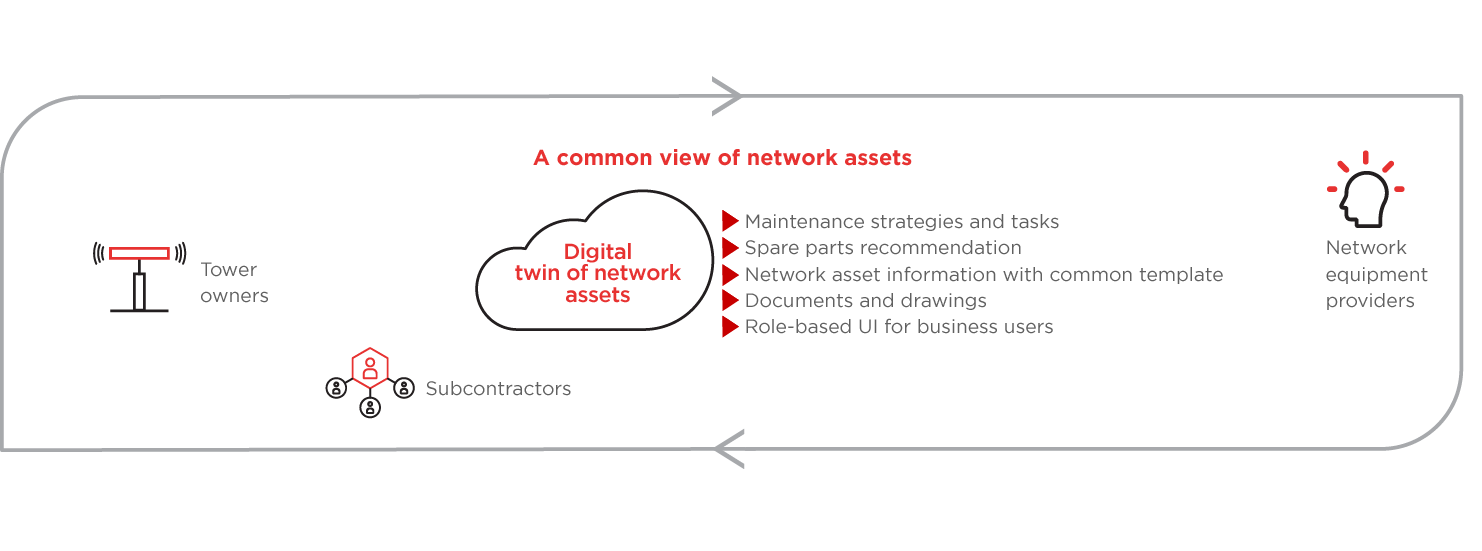 A common view of network assets
Tower
owners
Subcontractors
Digital
twin of network
assets
Maintenance strategies and tasks
Spare parts recommendation
Network asset information with common template
Documents and drawings
Role-based UI for business users
Network
equipment
providers